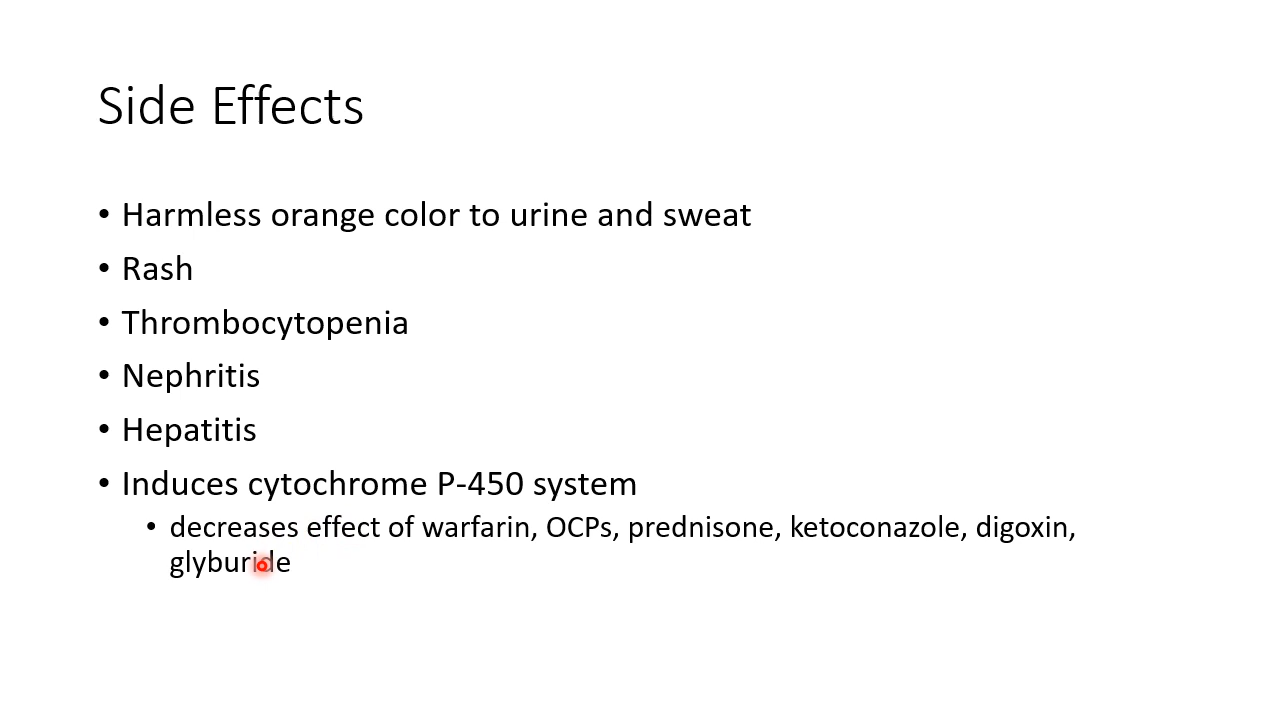 Side Effects
• Harmless orange color to urine and sweat
• Rash
• Thrombocytopenia
• Nephritis
• Hepatitis
• Induces cytochrome P-450 system
• decreases effect of warfarin, OCPs, prednisone, ketoconazole, digoxin,
glyburide